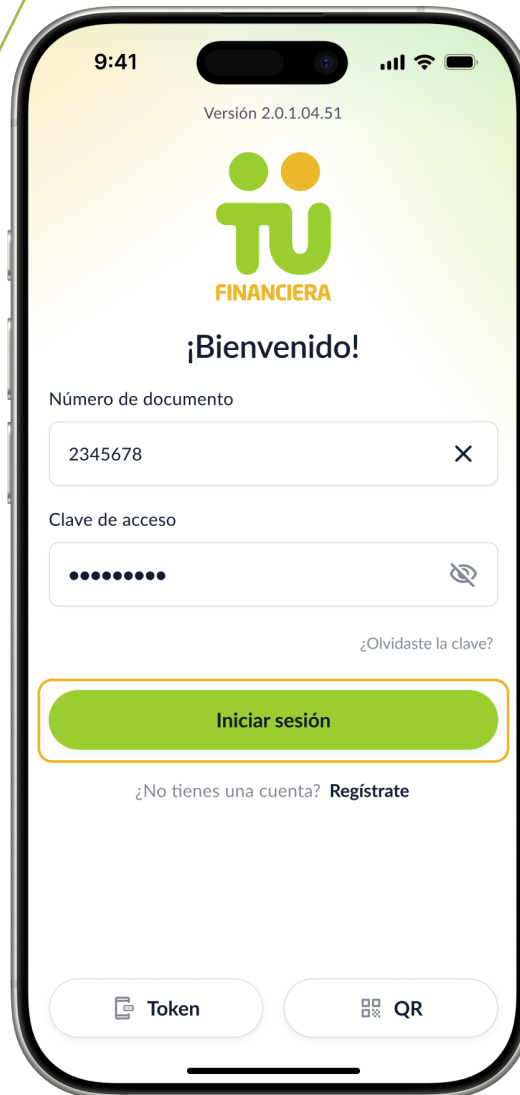 9:41
Versión 2.0.1.04.51
TU
FINANCIERA
¡Bienvenido!
Número de documento
2345678
Clave de acceso
•••••••••
¿Olvidaste la clave?
Iniciar sesión
¿No tienes una cuenta? Regístrate
Token QR